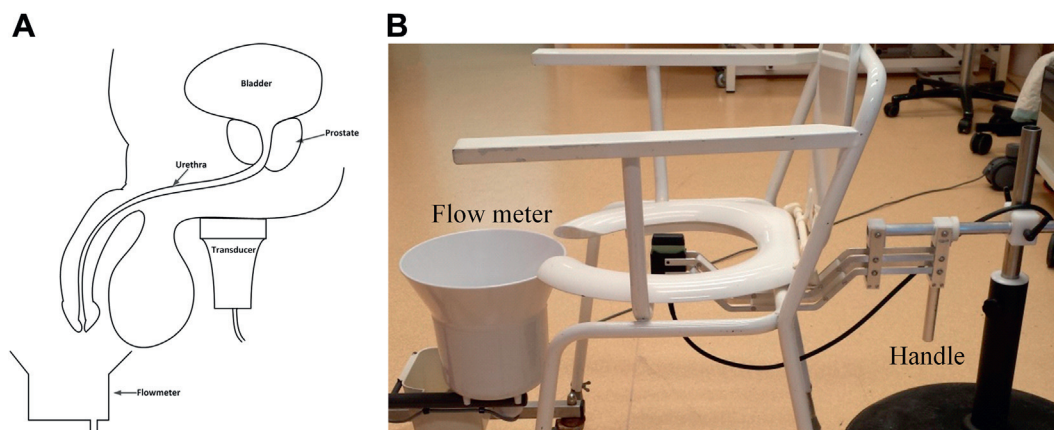 A
Bladder
Prostate
Urethra
Transducer
Flowmeter
B
Flow meter
Handle